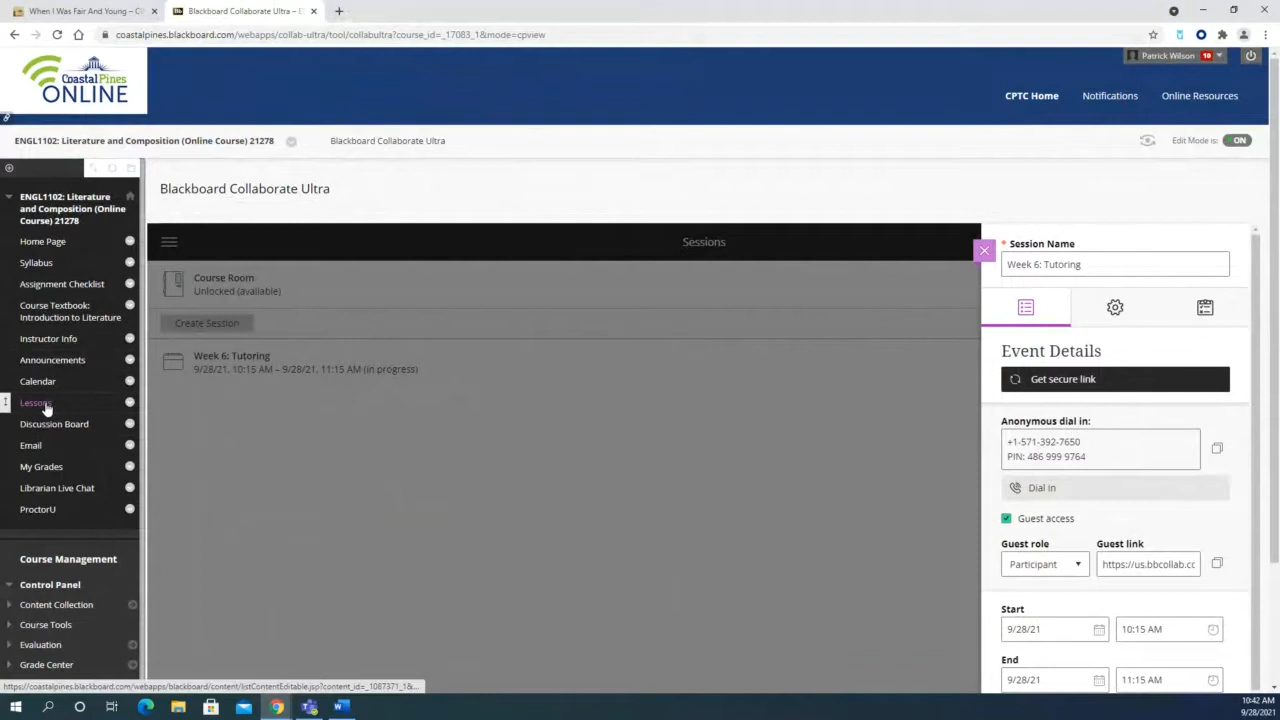 When I Was Fair And Young – 
Blackboard Collaborate Ultra – E
coastalpines.blackboard.com/webapps/collab-ultra/tool/collabultra?course_id=_17083_1&mode=cpview
CoastalPines
ONLINE
Patrick Wilson 10
CPTC Home
Notifications
Online Resources
ENGL1102: Literature and Composition (Online Course) 21278
Blackboard Collaborate Ultra
Edit Mode is:
ON
ENGL1102: Literature
and Composition (Online
Course) 21278
Home Page
Syllabus
Assignment Checklist
Course Textbook:
Introduction to Literature
Instructor Info
Announcements
Calendar
Lessons
Discussion Board
Email
My Grades
Librarian Live Chat
ProctorU
Course Management
Control Panel
Content Collection
Course Tools
Evaluation
Grade Center
Blackboard Collaborate Ultra
Sessions
Course Room
Unlocked (available)
Create Session
Week 6: Tutoring
9/28/21, 10:15 AM – 9/28/21, 11:15 AM (in progress)
* Session Name
Week 6: Tutoring
Event Details
Get secure link
Anonymous dial in:
+1-571-392-7650
PIN: 486 999 9764
Dial In
Guest access
Guest role
Guest link
Participant
https://us.bbcollab.cc
Start
9/28/21
10:15 AM
End
9/28/21
11:15 AM
https://coastalpines.blackboard.com/webapps/blackboard/content/listContentEditable.jsp?content_id=_1087371_1&...
10:42 AM
9/28/2021